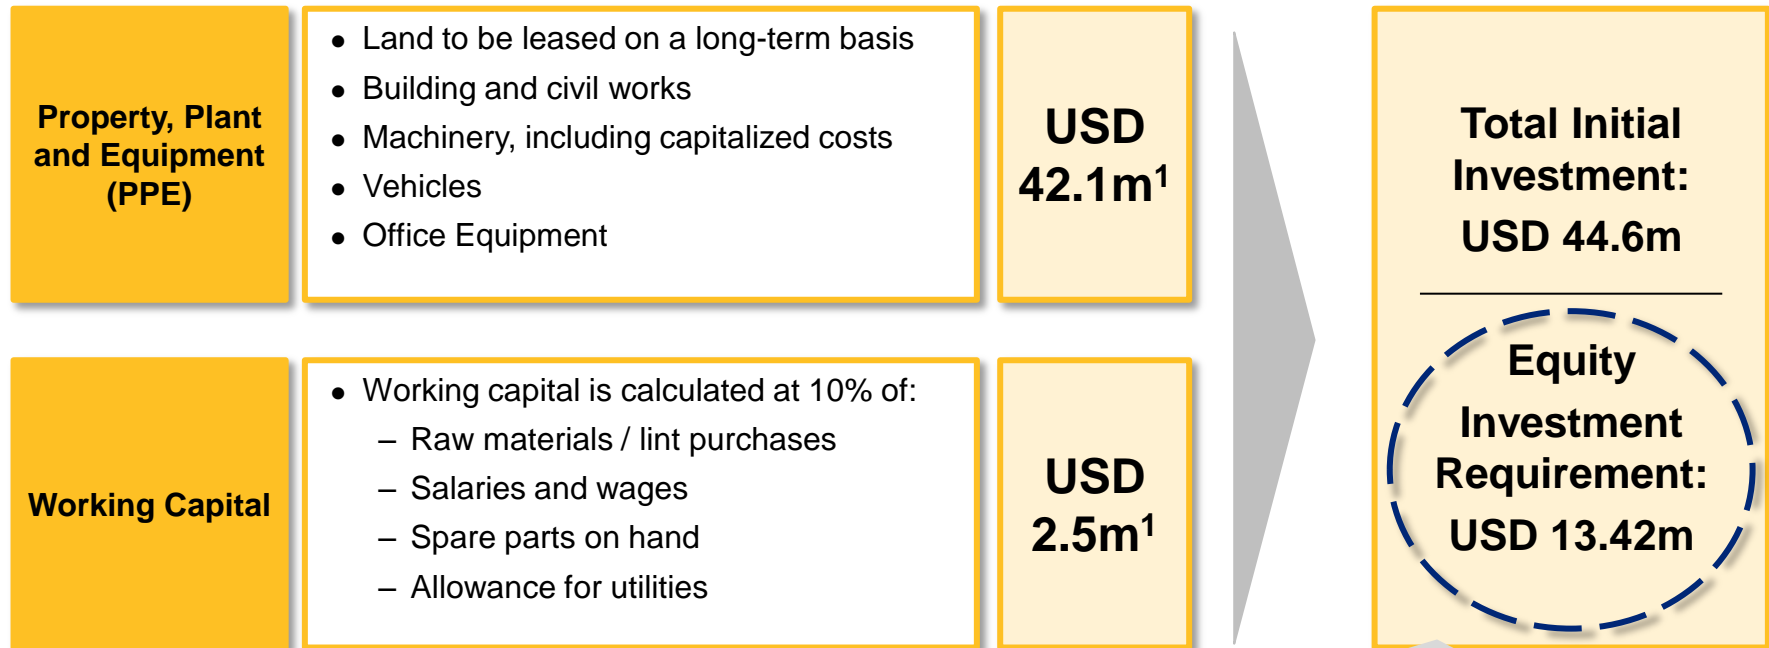 Property, Plant
and Equipment
(PPE)
● Land to be leased on a long-term basis
● Building and civil works
● Machinery, including capitalized costs
● Vehicles
● Office Equipment
USD
42.1m¹
Working Capital
● Working capital is calculated at 10% of:
– Raw materials / lint purchases
– Salaries and wages
– Spare parts on hand
– Allowance for utilities
USD
2.5m¹
Total Initial
Investment:
USD 44.6m
Equity
Investment
Requirement:
USD 13.42m